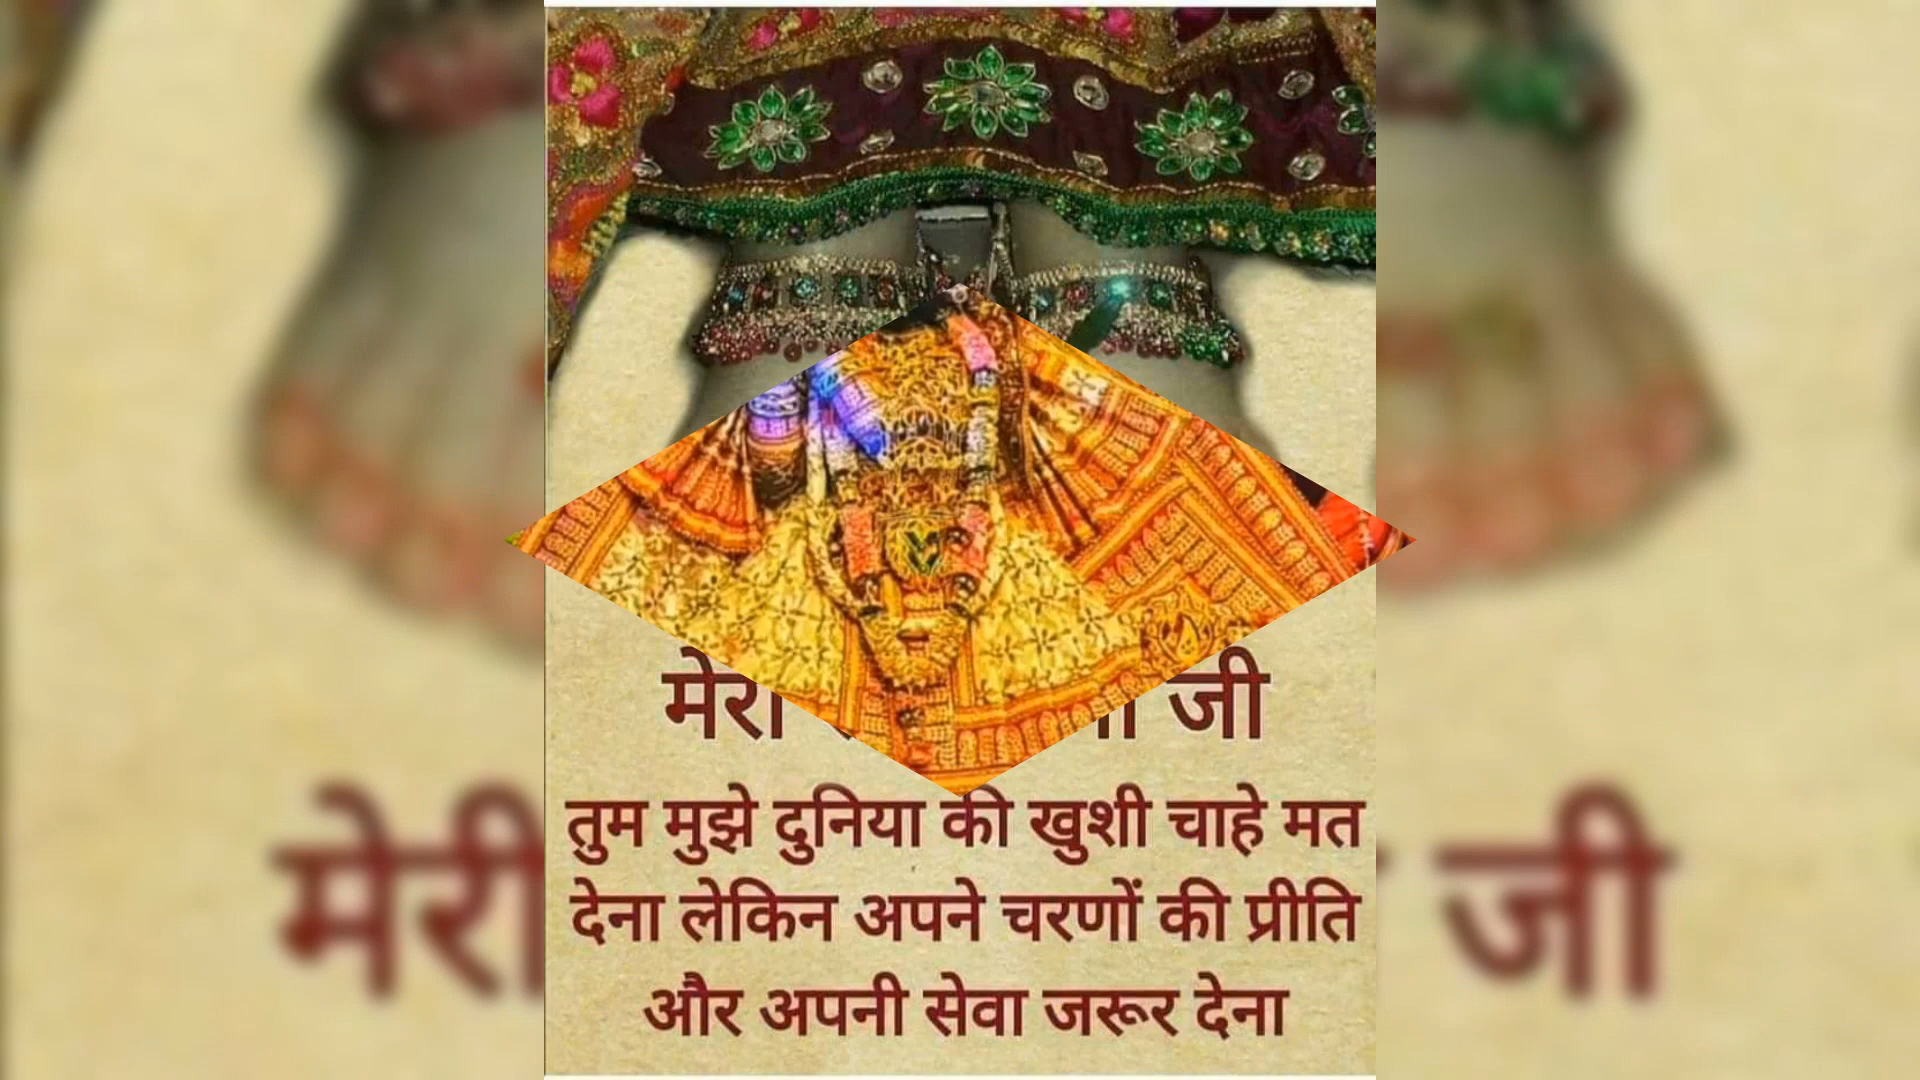 मेरी जी
तुम मुझे दुनिया की खुशी चाहे मत
देना लेकिन अपने चरणों की प्रीति
और अपनी सेवा जरूर देना